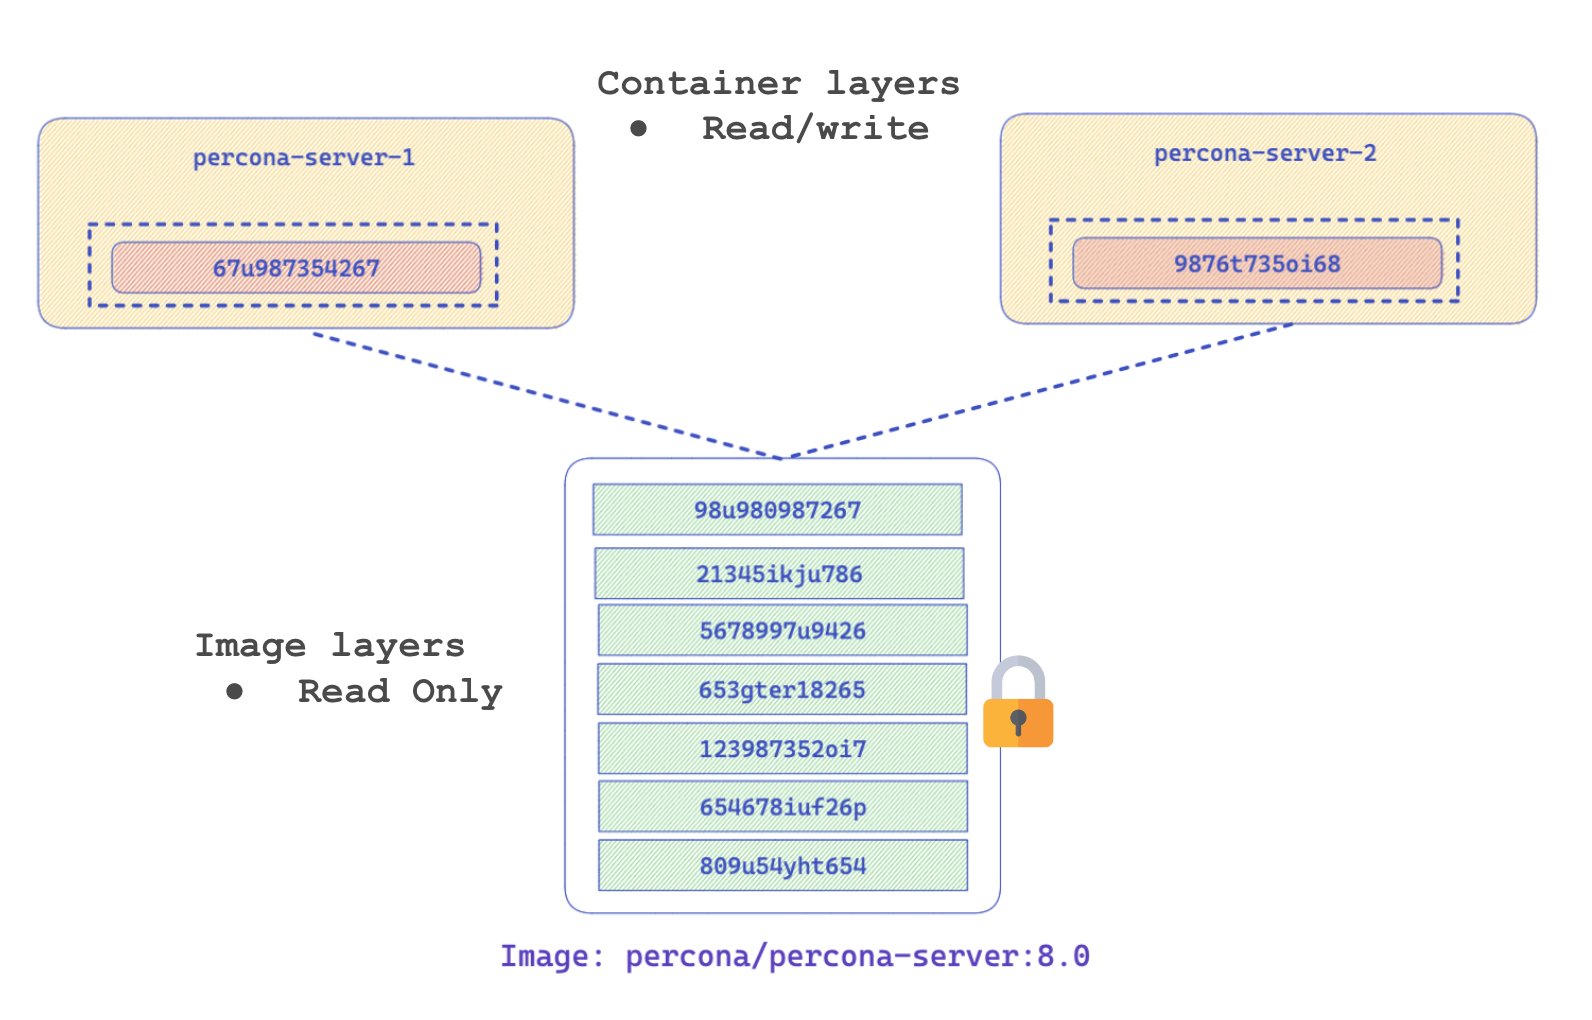 Container layers
● Read/write
percona-server-1
67u987354267
percona-server-2
9876t735oi68
98u980987267
21345ikju786
5678997u9426
653gter18265
123987352oi7
654678iuf26p
809u54yht654
Image layers
● Read Only
Image: percona/percona-server:8.0